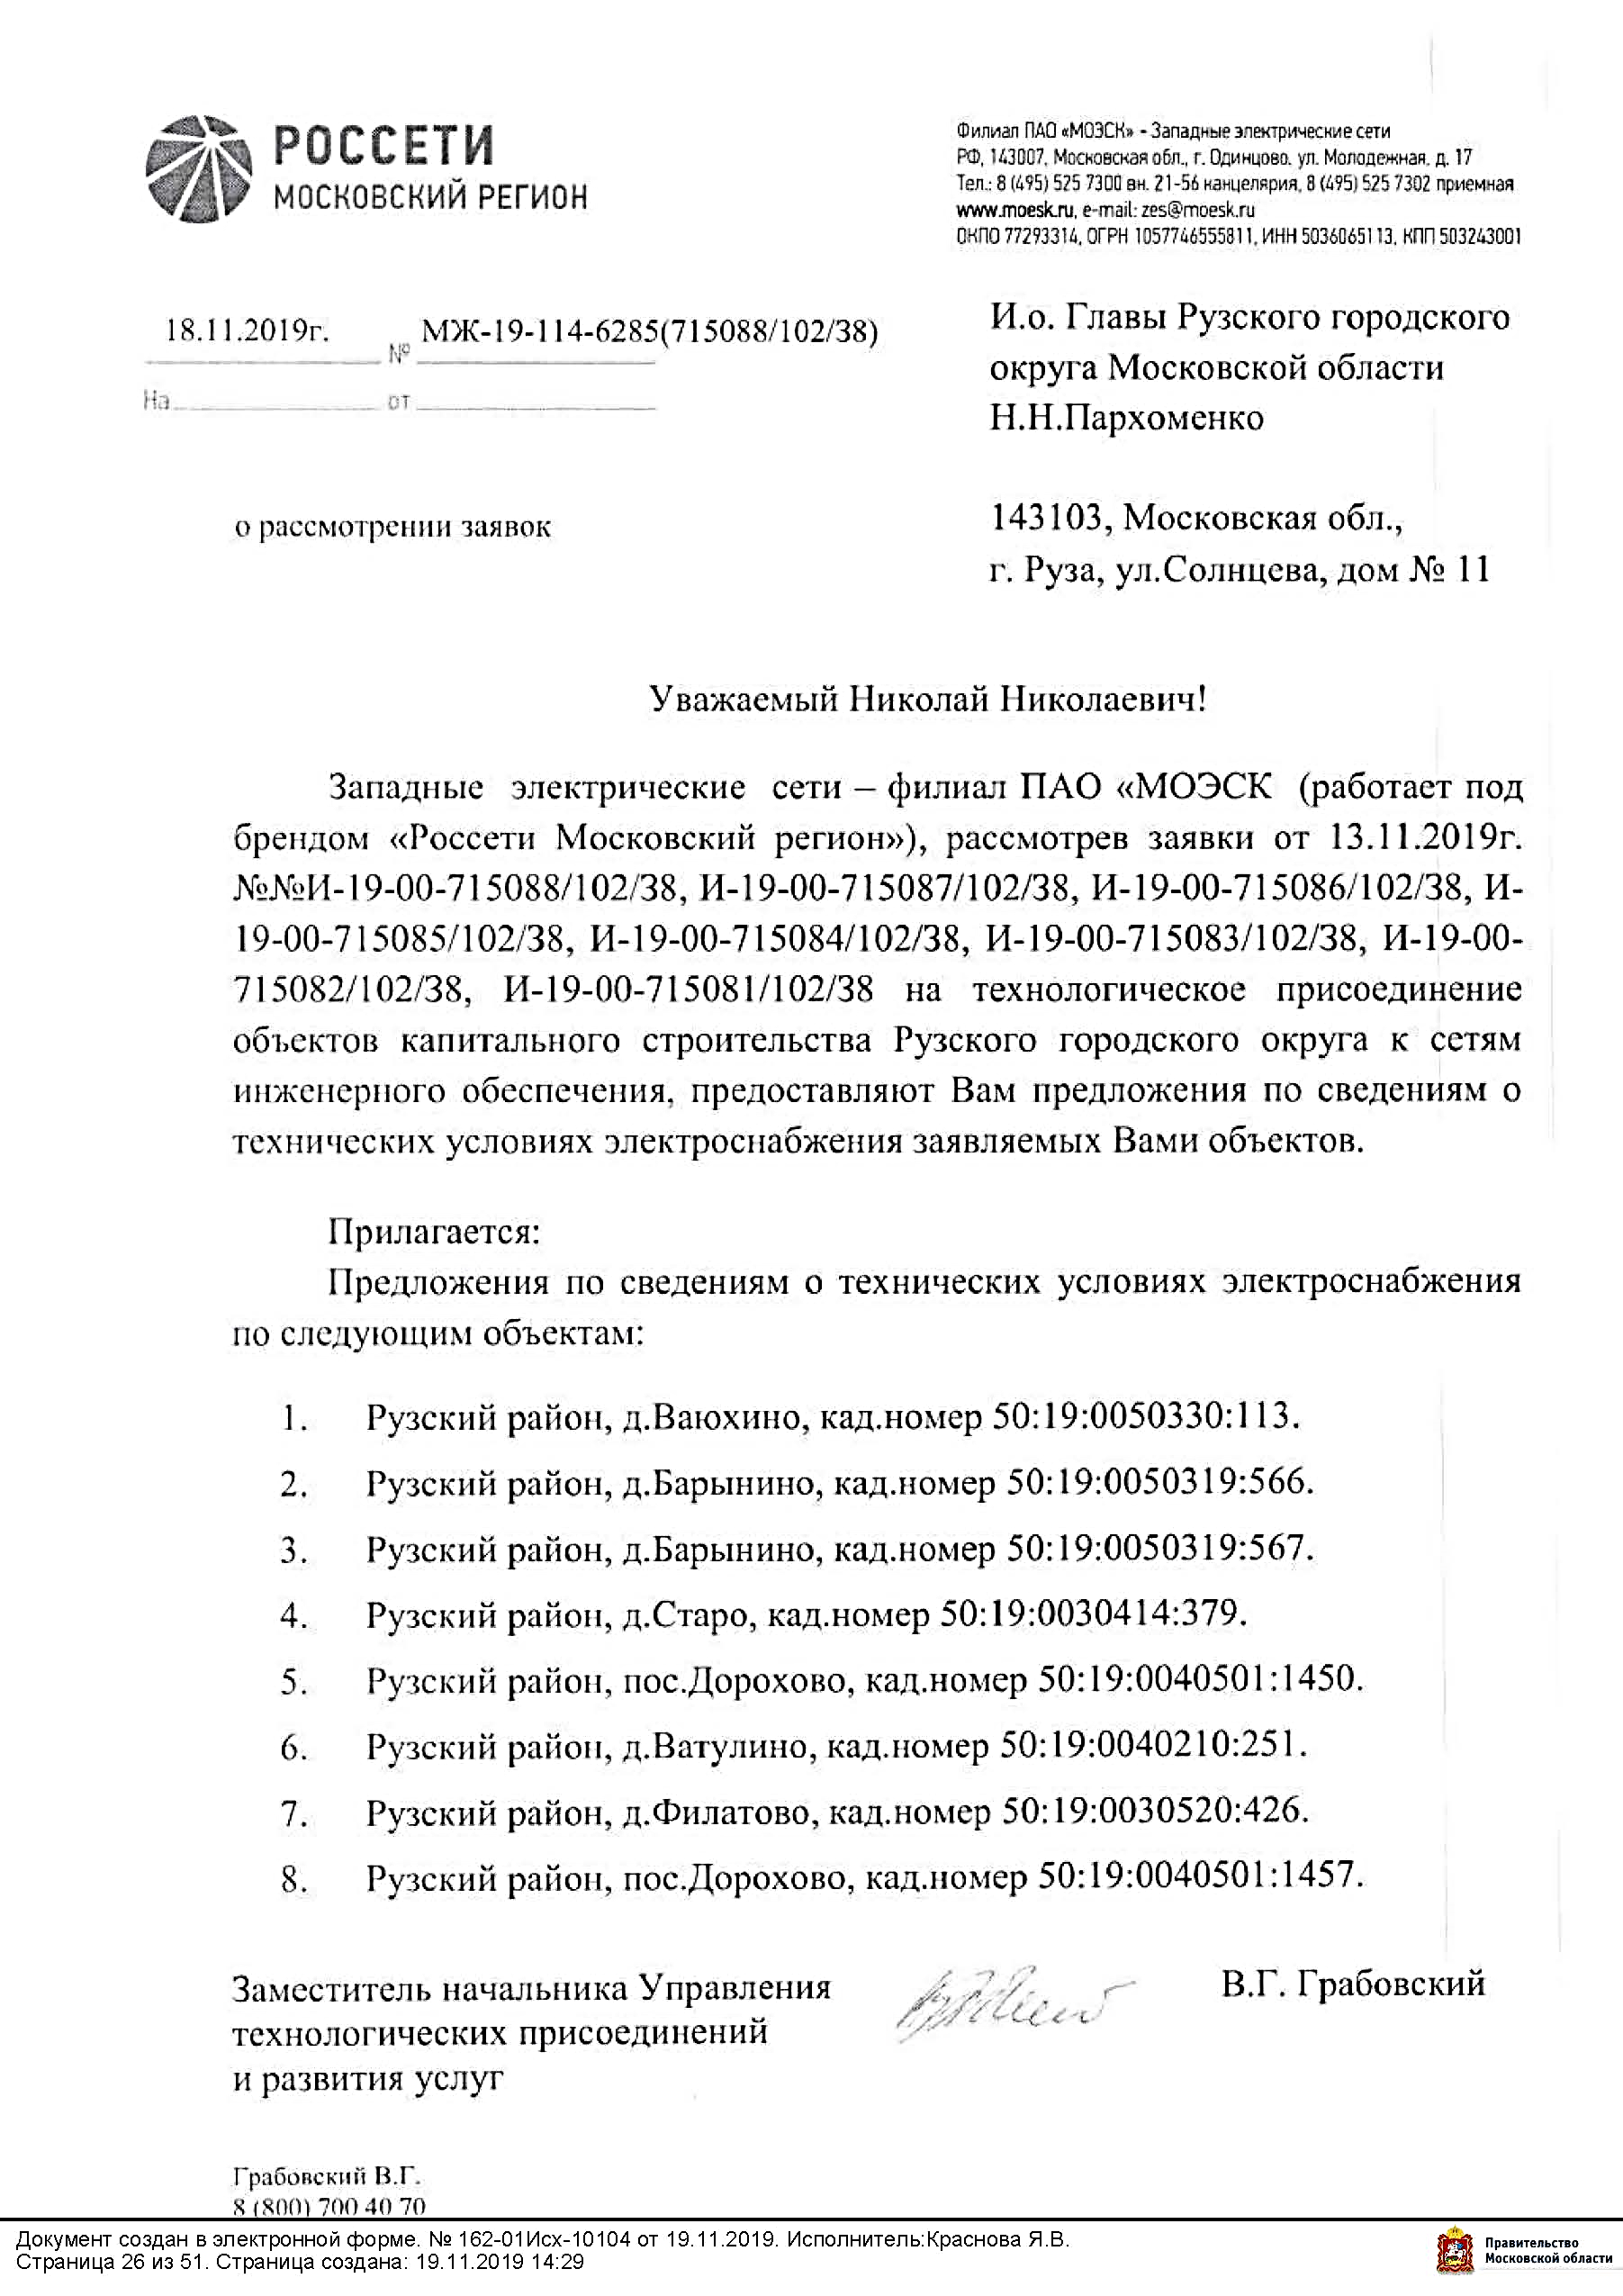 РОССЕТИ
МОСКОВСКИЙ РЕГИОН
Филиал ПАО «МОЭСК» - Западные электрические сети
РФ, 143007, Московская обл., г. Одинцово, ул. Молодежная, д. 17
Тел.: 8 (495) 525 7300 вн. 21-56 канцелярия, 8 (495) 525 7302 приемная
www.moesk.ru, e-mail: zes@moesk.ru
ОКПО 77293314, ОГРН 1057746555811, ИНН 5036065113, КПП 503243001
18.11.2019г. № МЖ-19-114-6285(715088/102/38)
На от
И.о. Главы Рузского городского
округа Московской области
Н.Н.Пархоменко
о рассмотрении заявок
143103, Московская обл.,
г. Руза, ул.Солнцева, дом № 11
Уважаемый Николай Николаевич!
Западные электрические сети – филиал ПАО «МОЭСК (работает под
брендом «Россети Московский регион»), рассмотрев заявки от 13.11.2019г.
№№И-19-00-715088/102/38, И-19-00-715087/102/38, И-19-00-715086/102/38, И-
19-00-715085/102/38, И-19-00-715084/102/38, И-19-00-715083/102/38, И-19-00-
715082/102/38, И-19-00-715081/102/38 на технологическое присоединение
объектов капитального строительства Рузского городского округа к сетям
инженерного обеспечения, предоставляют Вам предложения по сведениям о
технических условиях электроснабжения заявляемых Вами объектов.
Прилагается:
Предложения по сведениям о технических условиях электроснабжения
по следующим объектам:
1. Рузский район, д.Ваюхино, кад.номер 50:19:0050330:113.
2. Рузский район, д.Барынино, кад.номер 50:19:0050319:566.
3. Рузский район, д.Барынино, кад.номер 50:19:0050319:567.
4. Рузский район, д.Старо, кад.номер 50:19:0030414:379.
5. Рузский район, пос.Дорохово, кад.номер 50:19:0040501:1450.
6. Рузский район, д.Ватулино, кад.номер 50:19:0040210:251.
7. Рузский район, д.Филатово, кад.номер 50:19:0030520:426.
8. Рузский район, пос.Дорохово, кад.номер 50:19:0040501:1457.
Заместитель начальника Управления
технологических присоединений
и развития услуг
В.Г. Грабовский
Грабовский В.Г.
8 (800) 700 40 70
Документ создан в электронной форме. № 162-01Исх-10104 от 19.11.2019. Исполнитель:Краснова Я.В.
Страница 26 из 51. Страница создана: 19.11.2019 14:29
Правительство
Московской области